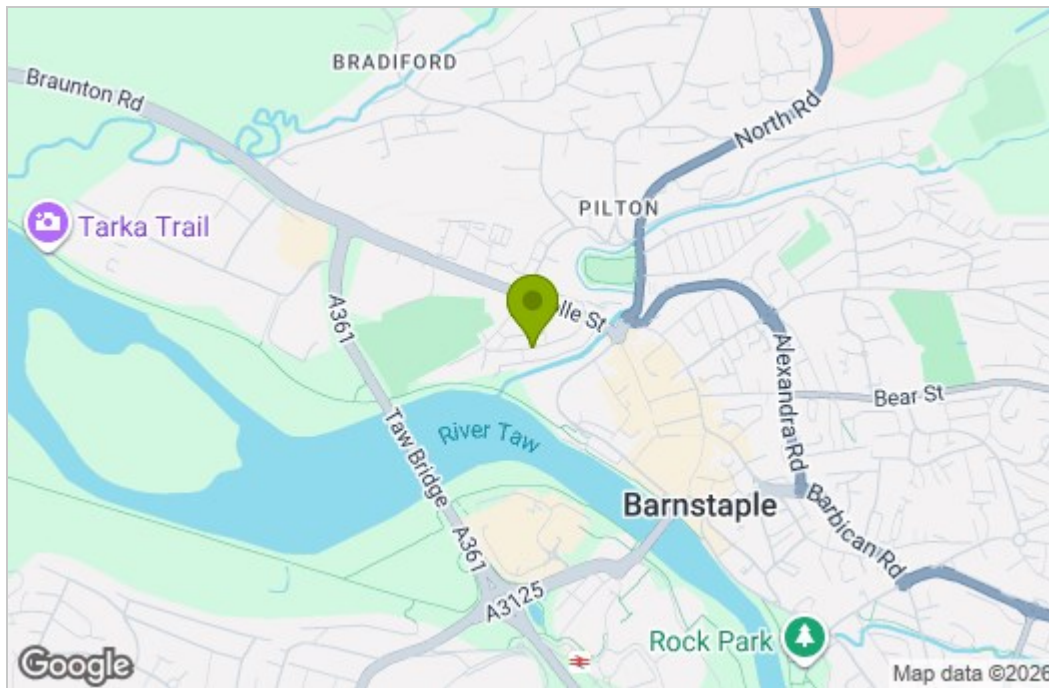 BRADIFORD
Braunton Rd
North Rd
PILTON
Tarka Trail
lle St
A361
Alexandra Rd
Bear St
Taw Bridge
River Taw
Barnstaple
Barbican Rd
A361
A3125
Rock Park
Google
Map data ©2026